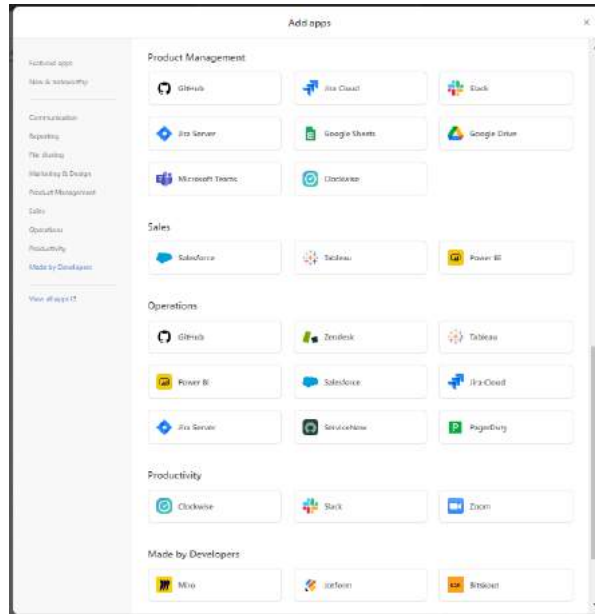 Add apps
Featured apps
New & noteworthy
Communication
Reporting
File sharing
Marketing & Design
Product Management
Sales
Operations
Productivity
Made by Developers
View all apps
Product Management
GitHub
Jira Cloud
Slack
Jira Server
Google Sheets
Google Drive
Microsoft Teams
Clockwise
Sales
Salesforce
Tableau
Power BI
Operations
GitHub
Zendesk
Tableau
Power BI
Salesforce
Jira Cloud
Jira Server
ServiceNow
PagerDuty
Productivity
Clockwise
Slack
Zoom
Made by Developers
Miro
Jotform
Bitskout